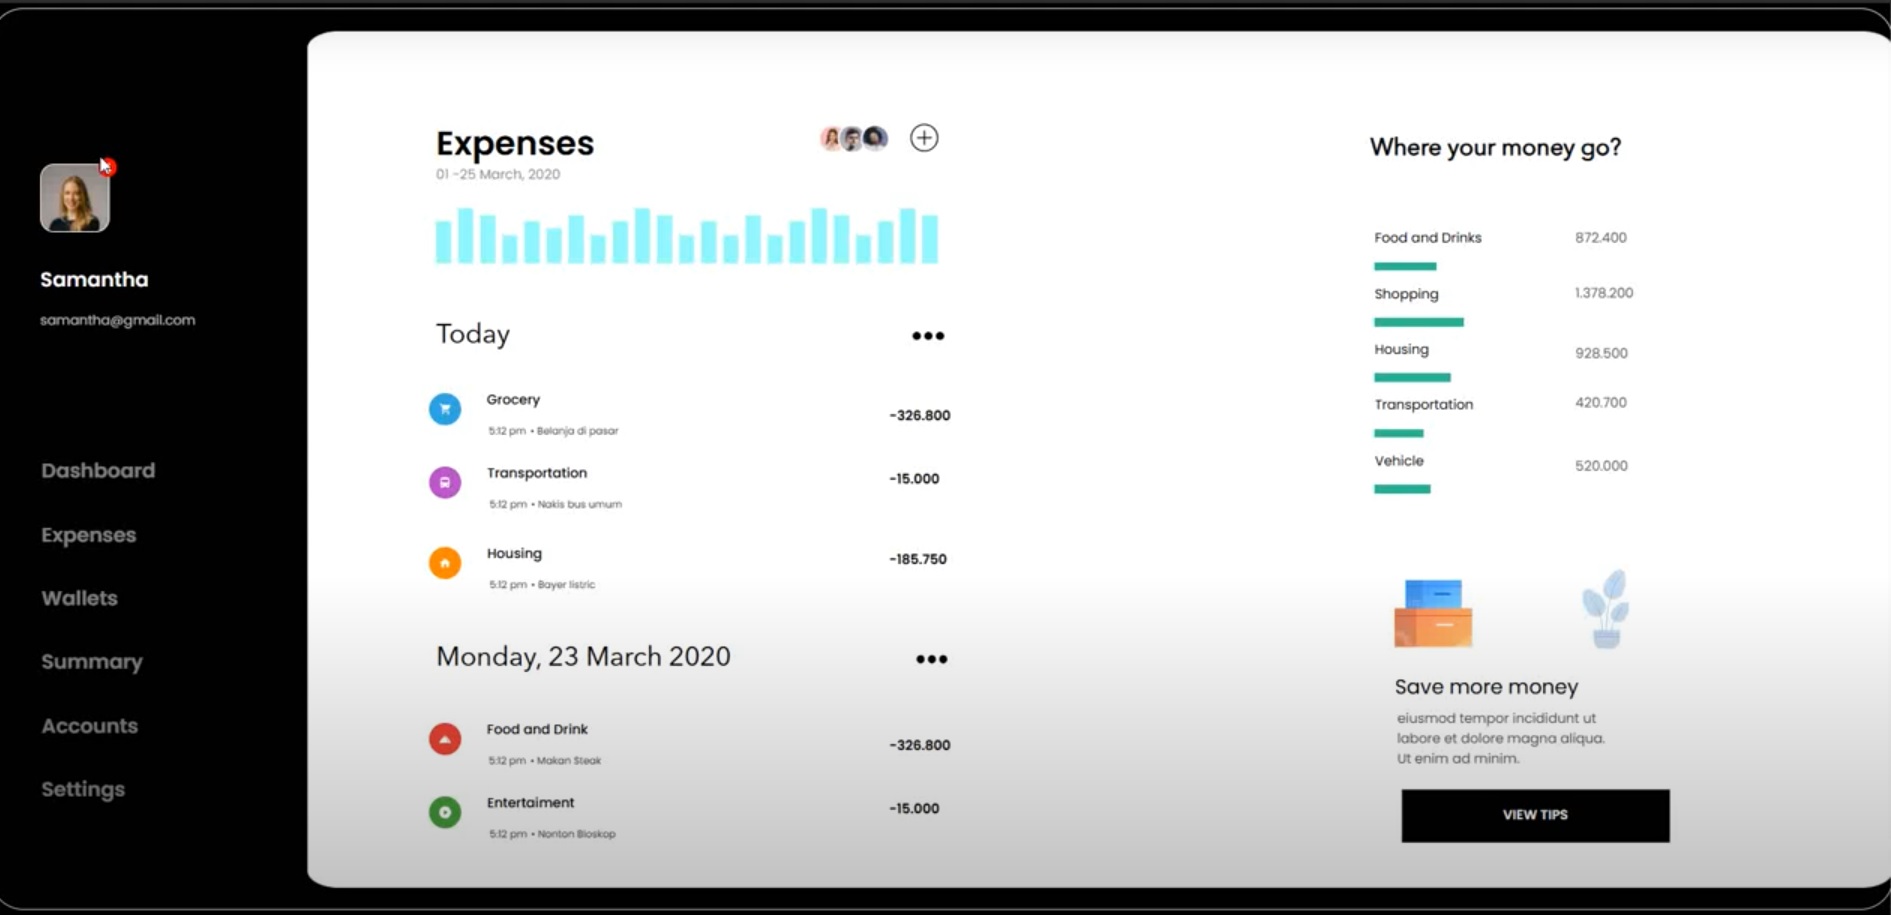 Samantha
samantha@gmail.com
Dashboard
Expenses
Wallets
Summary
Accounts
Settings
Expenses
01 -25 March, 2020
Today
Grocery
5:12 pm • Belanja di pasar
-326.800
Transportation
5:12 pm • Nakis bus umum
-15.000
Housing
5:12 pm • Bayer listric
-185.750
Monday, 23 March 2020
Food and Drink
5:12 pm • Makan Steak
-326.800
Entertaiment
5:12 pm • Nonton Bioskop
-15.000
Where your money go?
Food and Drinks 872.400
Shopping 1.378.200
Housing 928.500
Transportation 420.700
Vehicle 520.000
Save more money
eiusmod tempor incididunt ut
labore et dolore magna aliqua.
Ut enim ad minim.
VIEW TIPS